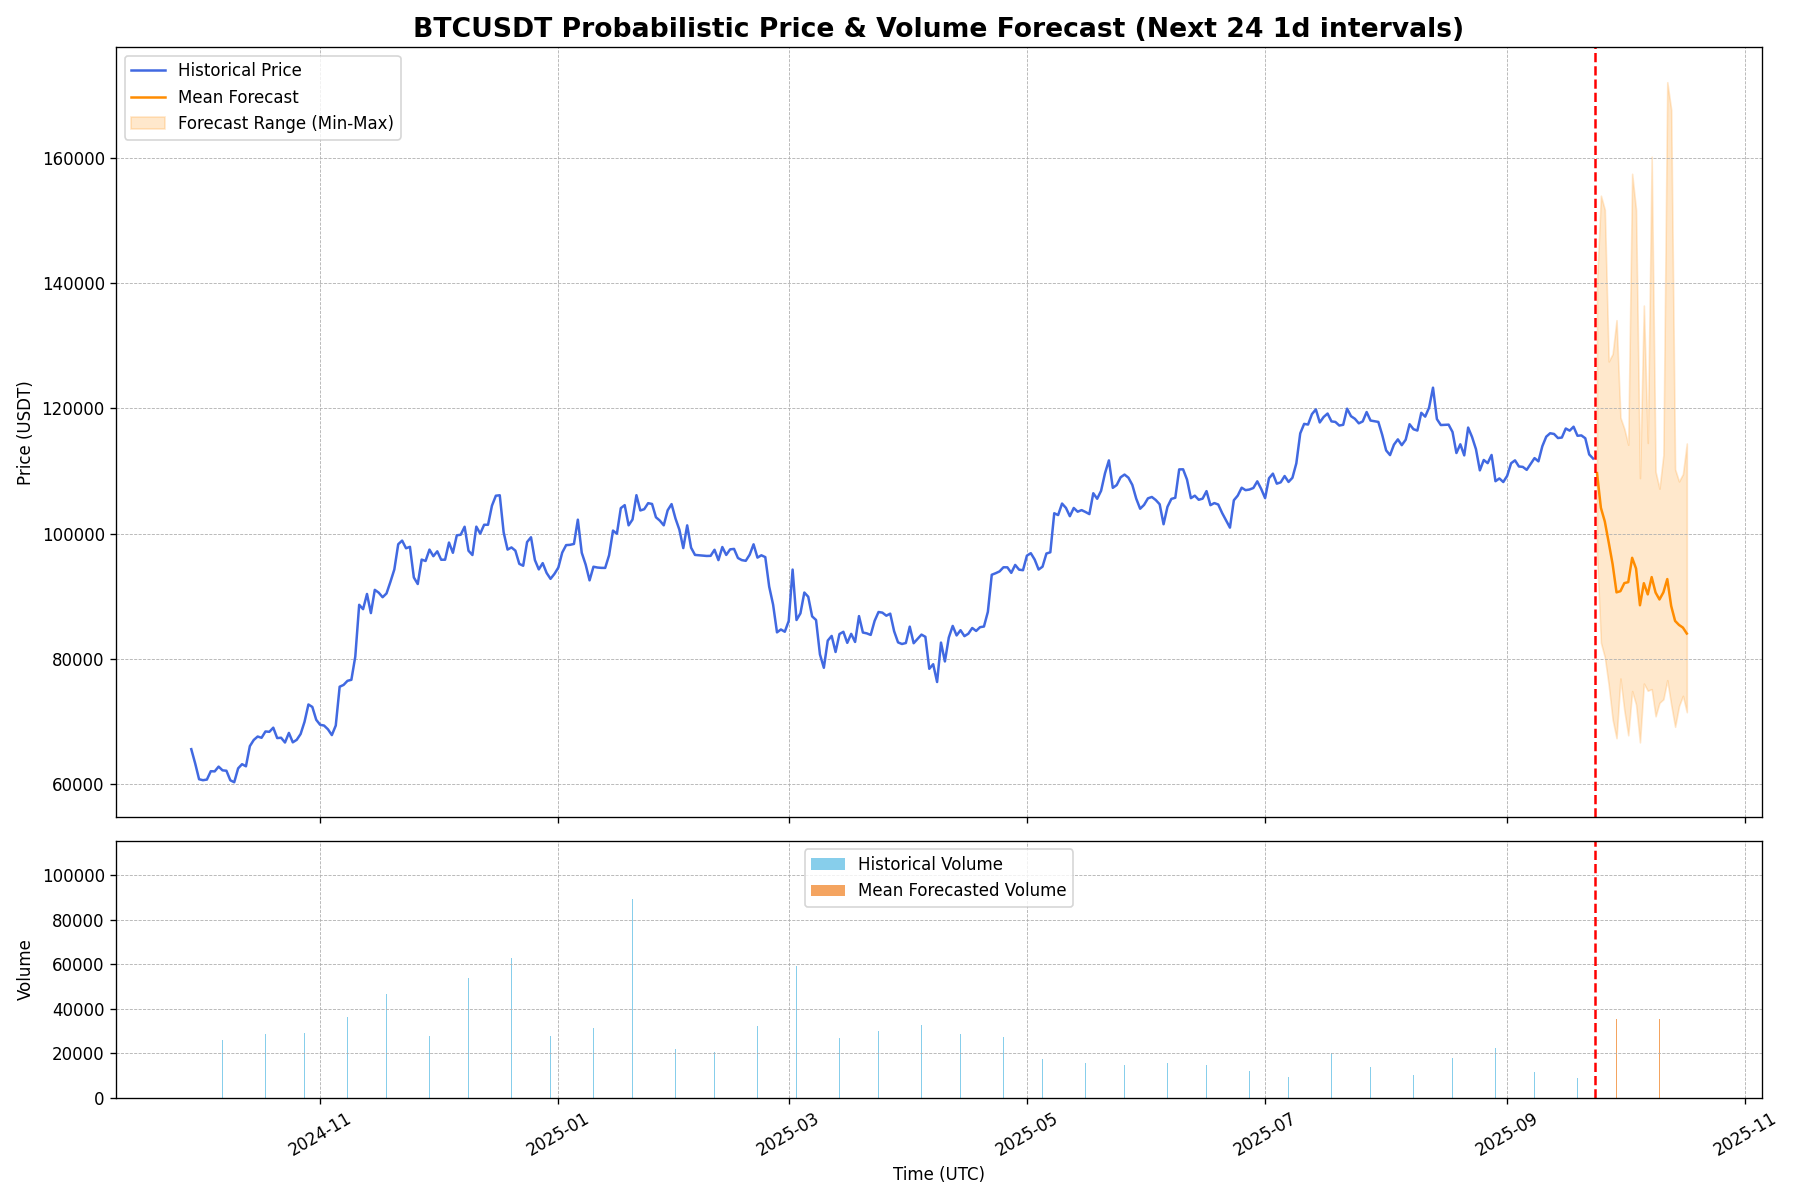 BTCUSDT Probabilistic Price & Volume Forecast (Next 24 1d intervals)
Historical Price
Mean Forecast
Forecast Range (Min-Max)
160000
140000
120000
100000
80000
60000
Price (USDT)
Historical Volume
Mean Forecasted Volume
100000
80000
60000
40000
20000
0
Volume
2024-11
2025-01
2025-03
2025-05
2025-07
2025-09
2025-11
Time (UTC)